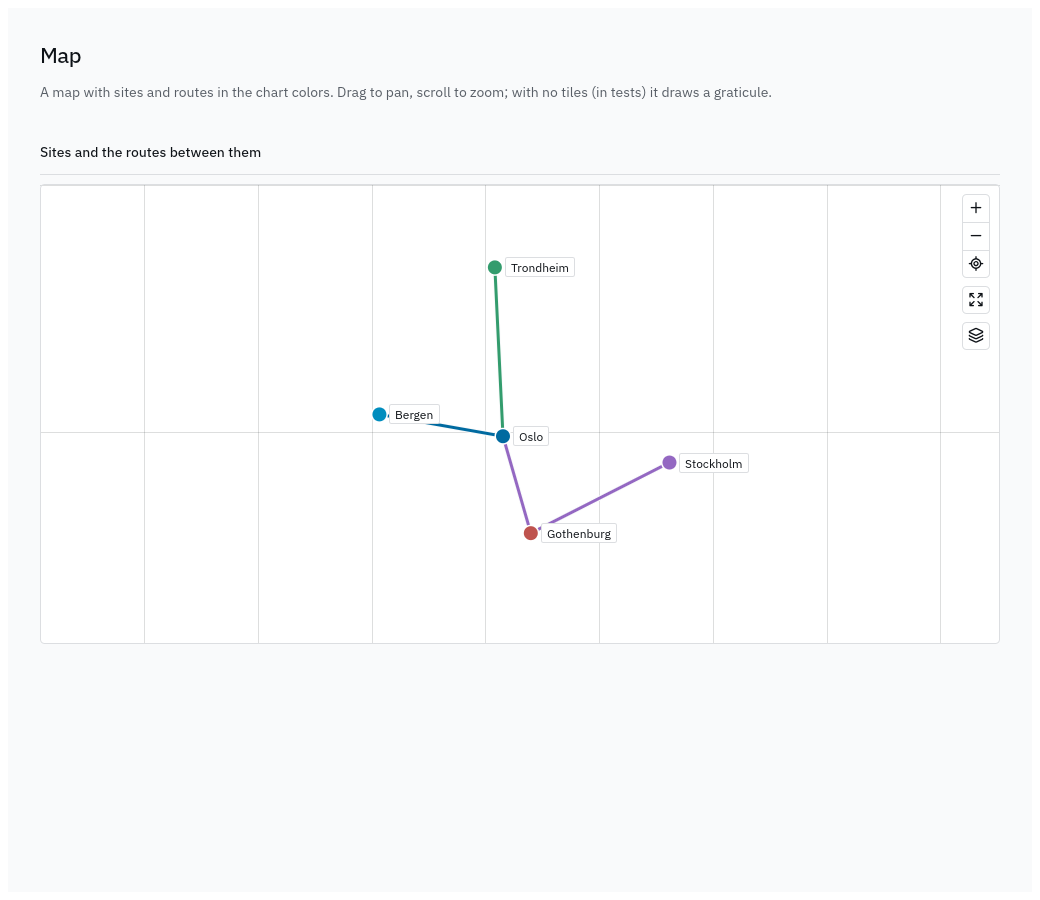 Map
A map with sites and routes in the chart colors. Drag to pan, scroll to zoom; with no tiles (in tests) it draws a graticule.
Sites and the routes between them
Trondheim
Bergen
Oslo
Stockholm
Gothenburg